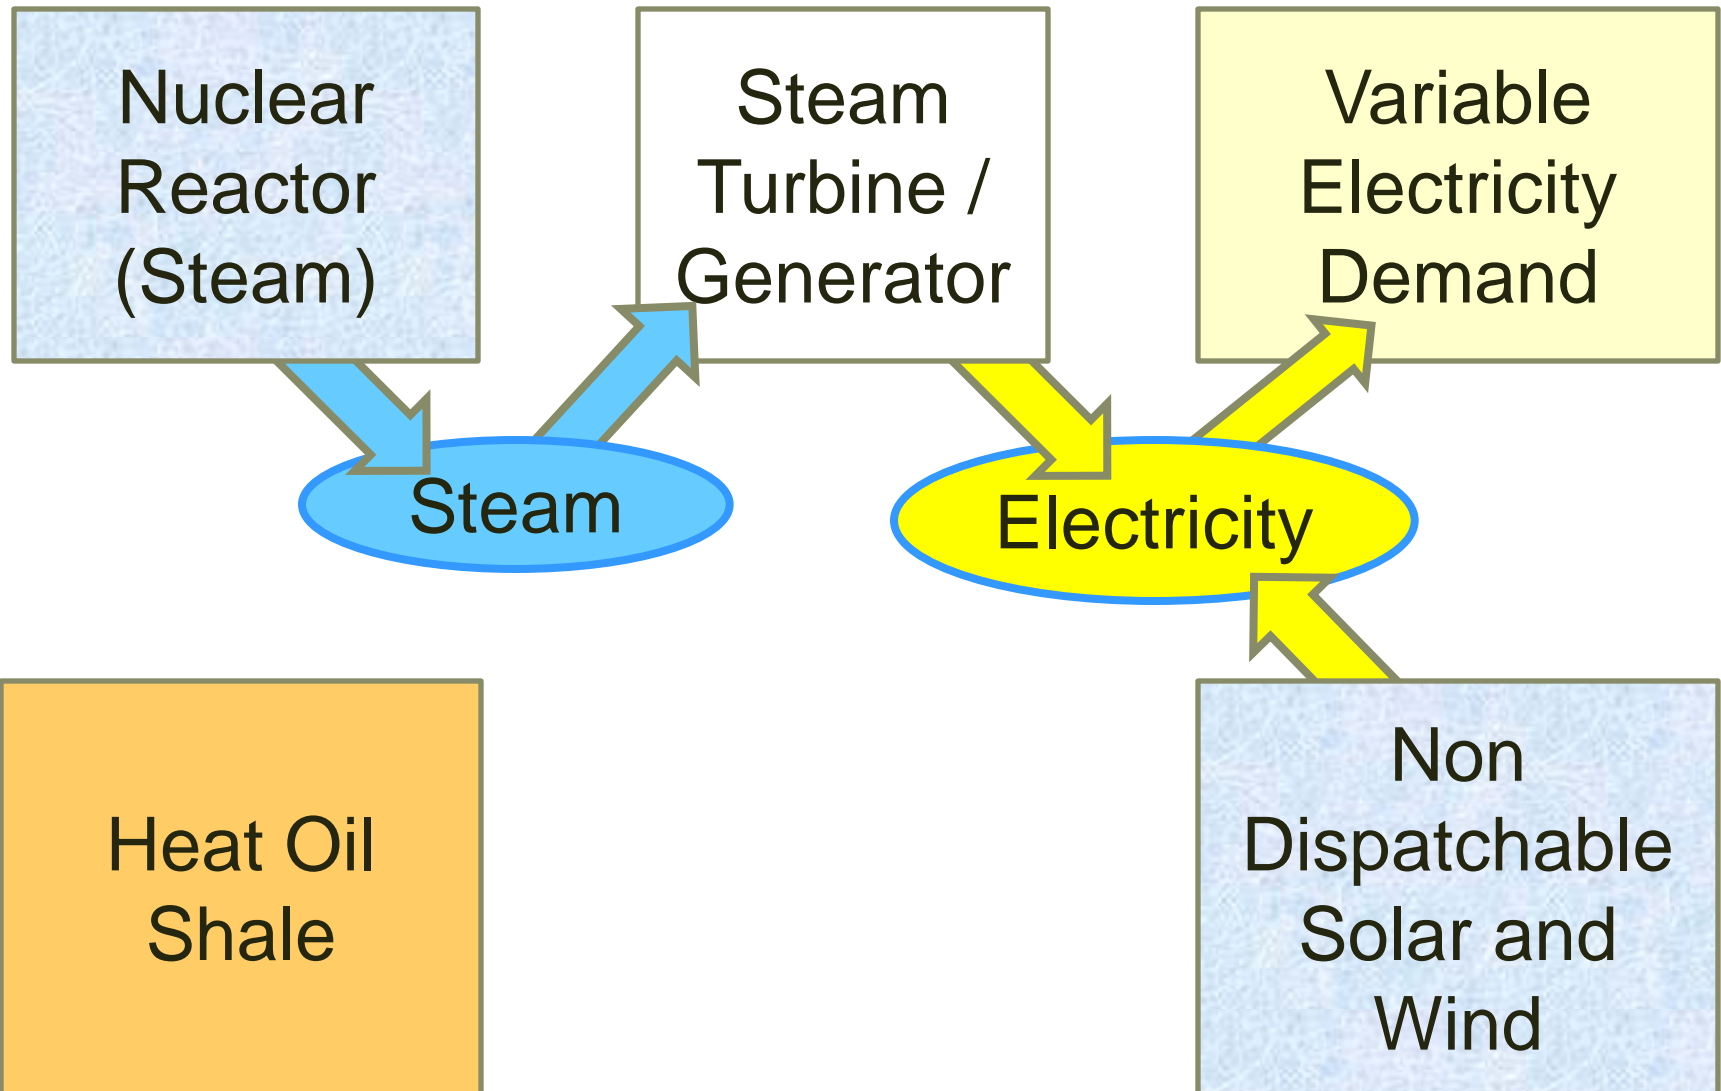 Nuclear
Reactor
(Steam)
Steam
Turbine /
Generator
Variable
Electricity
Demand
Steam
Electricity
Heat Oil
Shale
Non
Dispatchable
Solar and
Wind